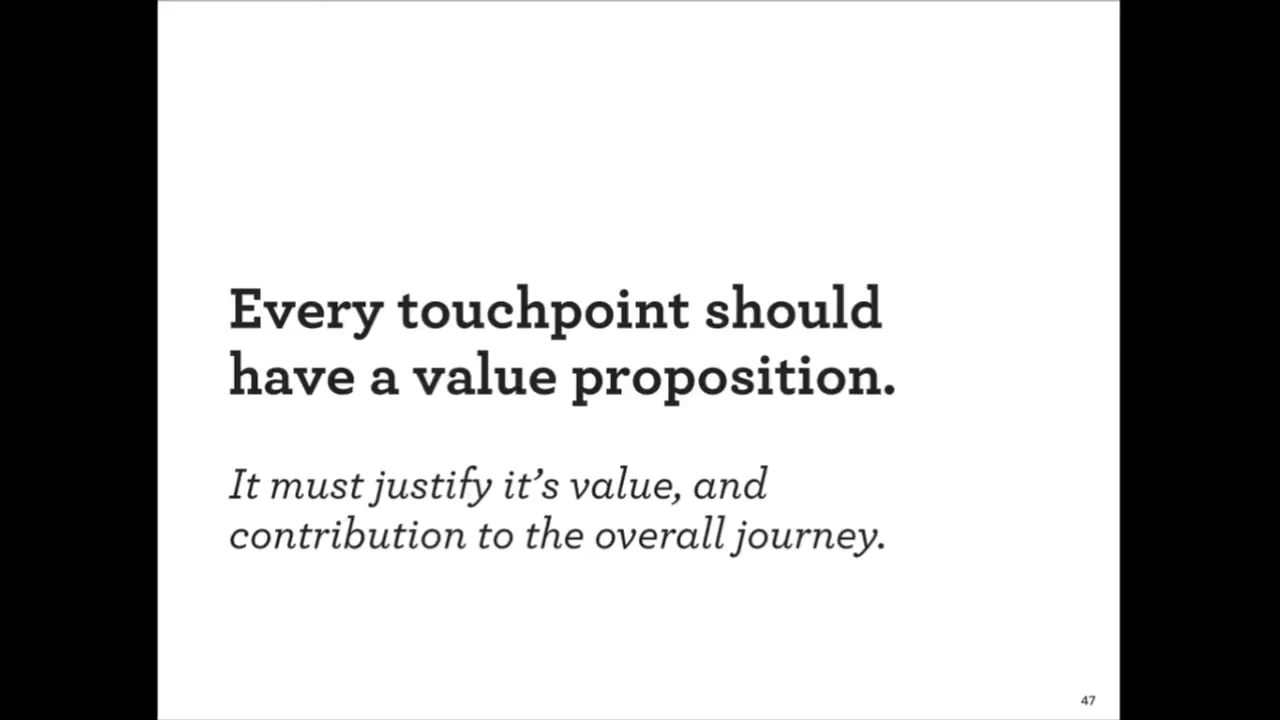 Every touchpoint should
have a value proposition.
It must justify it’s value, and
contribution to the overall journey.
47